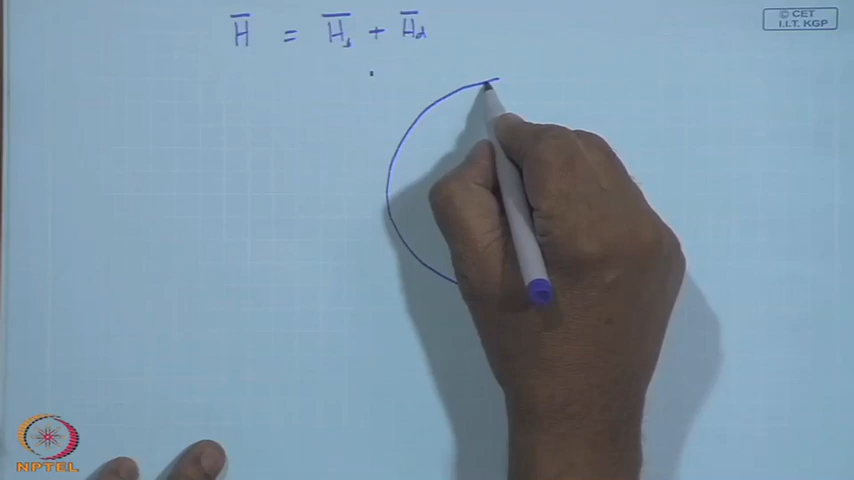 H̅ = H̅ₛ + H̅d
© CET
I.I.T. KGP
NPTEL